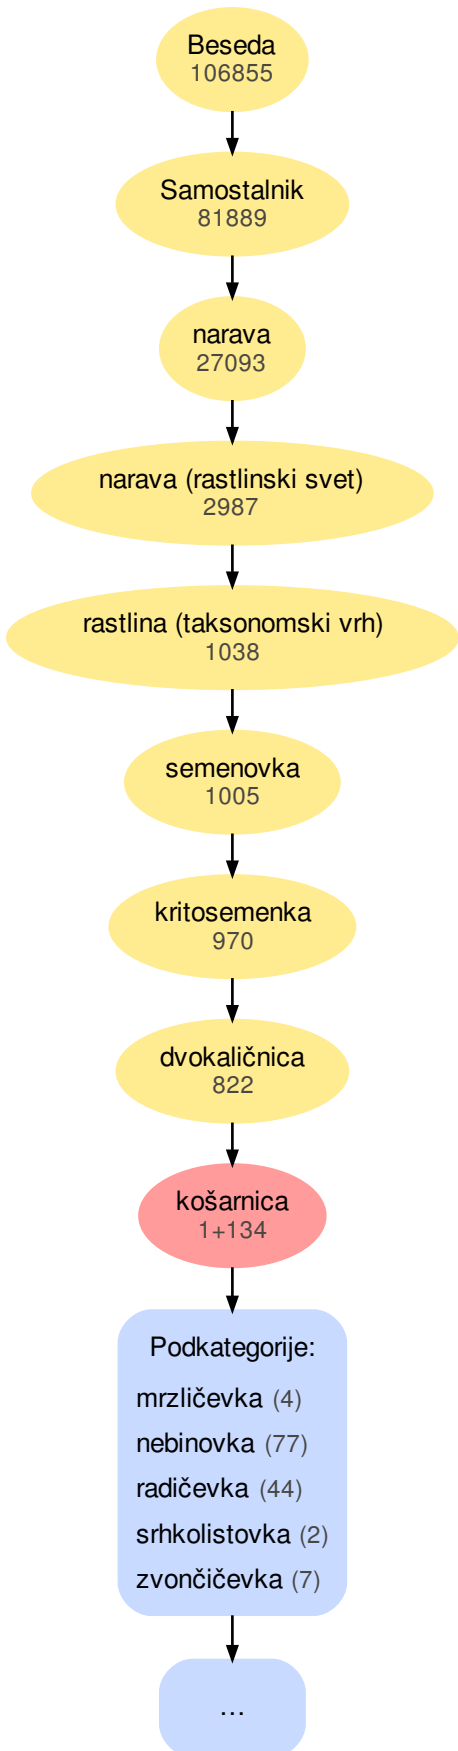 Beseda
106855
Samostalnik
81889
narava
27093
narava (rastlinski svet)
2987
rastlina (taksonomski vrh)
1038
semenovka
1005
kritosemenka
970
dvokaličnica
822
košarnica
1+134
Podkategorije:
mrzličevka (4)
nebinovka (77)
radičevka (44)
srhkolistovka (2)
zvončičevka (7)
...